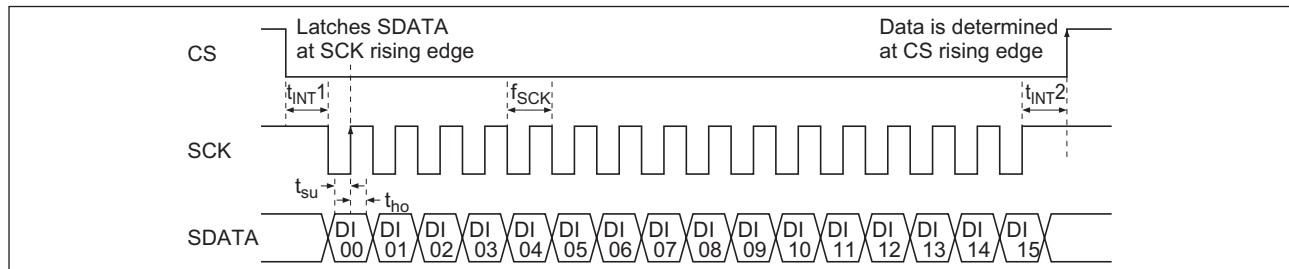 Latches SDATA
at SCK rising edge
Data is determined
at CS rising edge
CS
tINT1
fSCK
tINT2
SCK
tsu
tho
SDATA
DI 00 DI 01 DI 02 DI 03 DI 04 DI 05 DI 06 DI 07 DI 08 DI 09 DI 10 DI 11 DI 12 DI 13 DI 14 DI 15